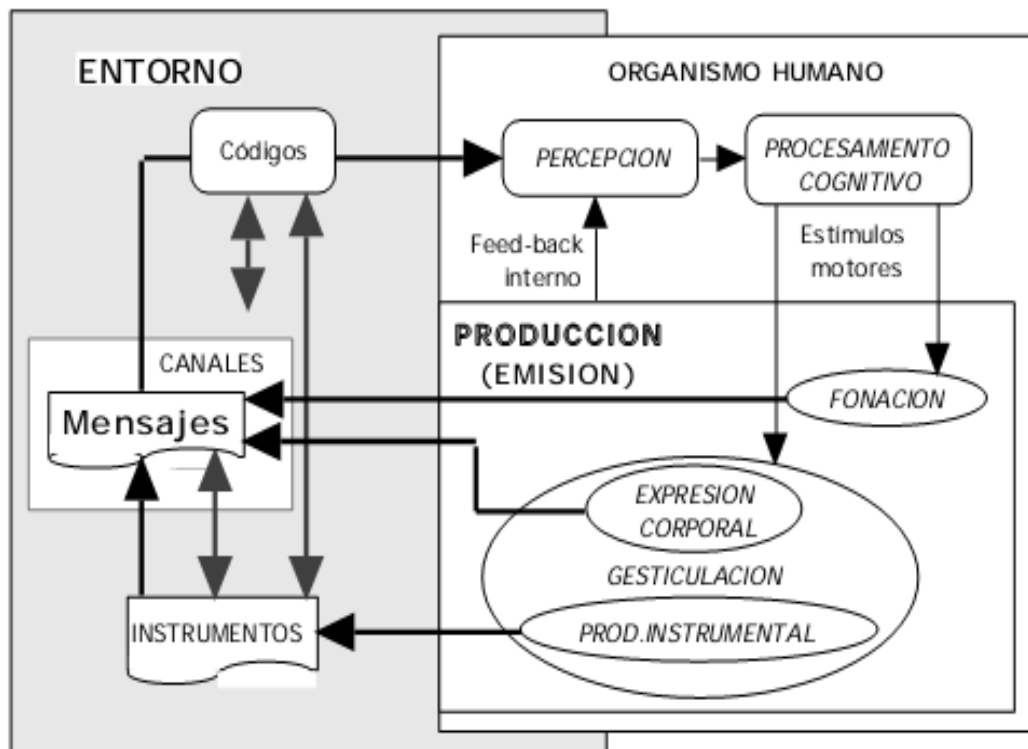 ENTORNO
ORGANISMO HUMANO
Códigos
PERCEPCION
PROCESAMIENTO
COGNITIVO
Feed-back
interno
Estimulos
motores
PRODUCCION
(EMISION)
CANALES
Mensajes
FONACION
EXPRESION
CORPORAL
GESTICULACION
INSTRUMENTOS
PROD.INSTRUMENTAL